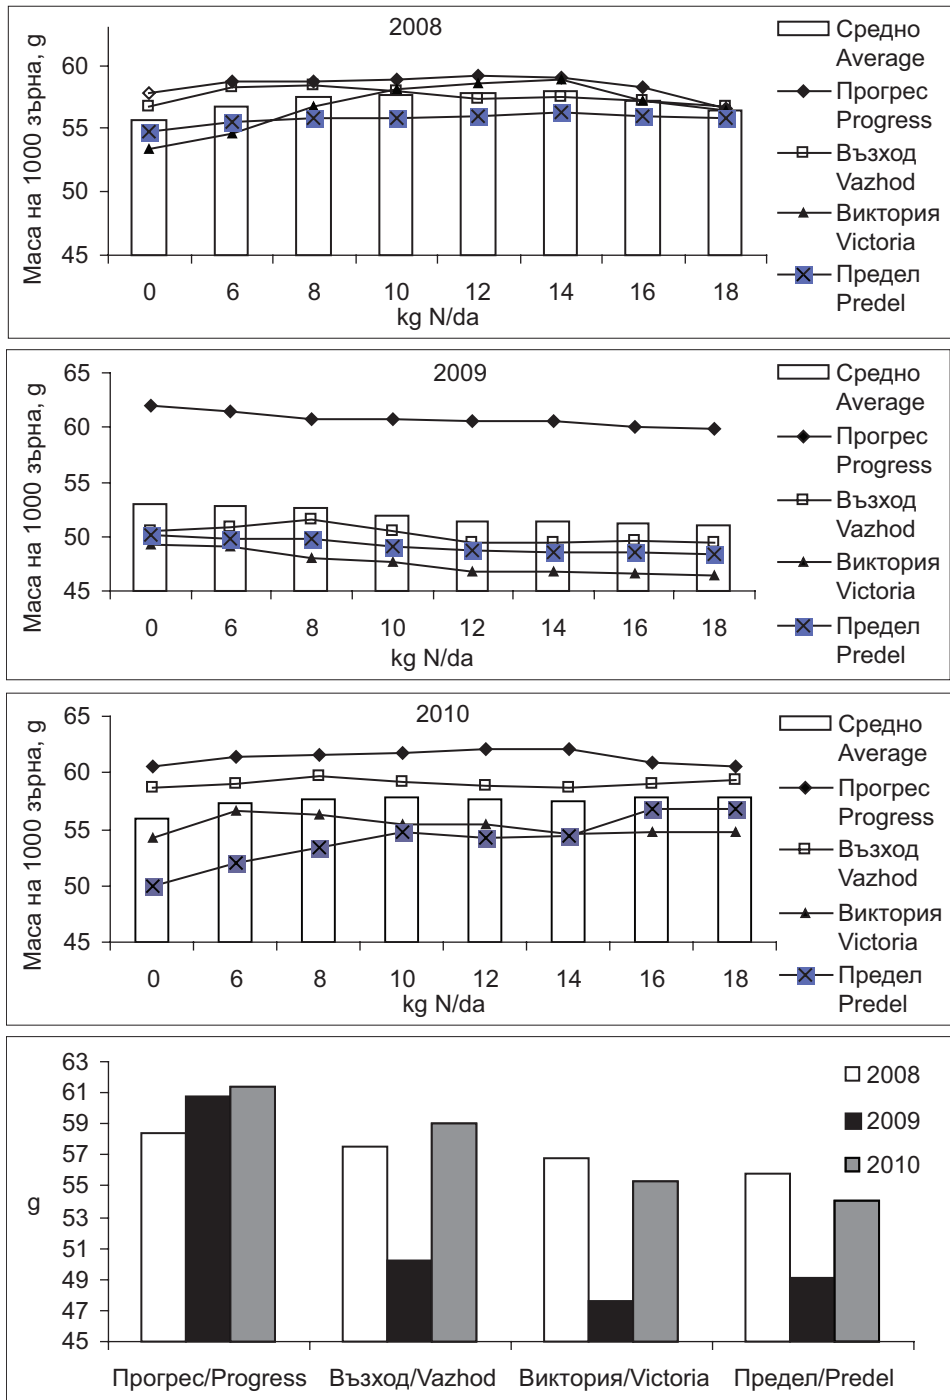 2008
Маса на 1000 зърна, g
60
55
50
45
0 6 8 10 12 14 16 18
kg N/da
Средно
Average
Прогрес
Progress
Възход
Vazhod
Виктория
Victoria
Предел
Predel
2009
Маса на 1000 зърна, g
65
60
55
50
45
0 6 8 10 12 14 16 18
kg N/da
Средно
Average
Прогрес
Progress
Възход
Vazhod
Виктория
Victoria
Предел
Predel
2010
Маса на 1000 зърна, g
65
60
55
50
45
0 6 8 10 12 14 16 18
kg N/da
Средно
Average
Прогрес
Progress
Възход
Vazhod
Виктория
Victoria
Предел
Predel
g
63
61
59
57
55
53
51
49
47
45
Прогрес/Progress Възход/Vazhod Виктория/Victoria Предел/Predel
2008
2009
2010